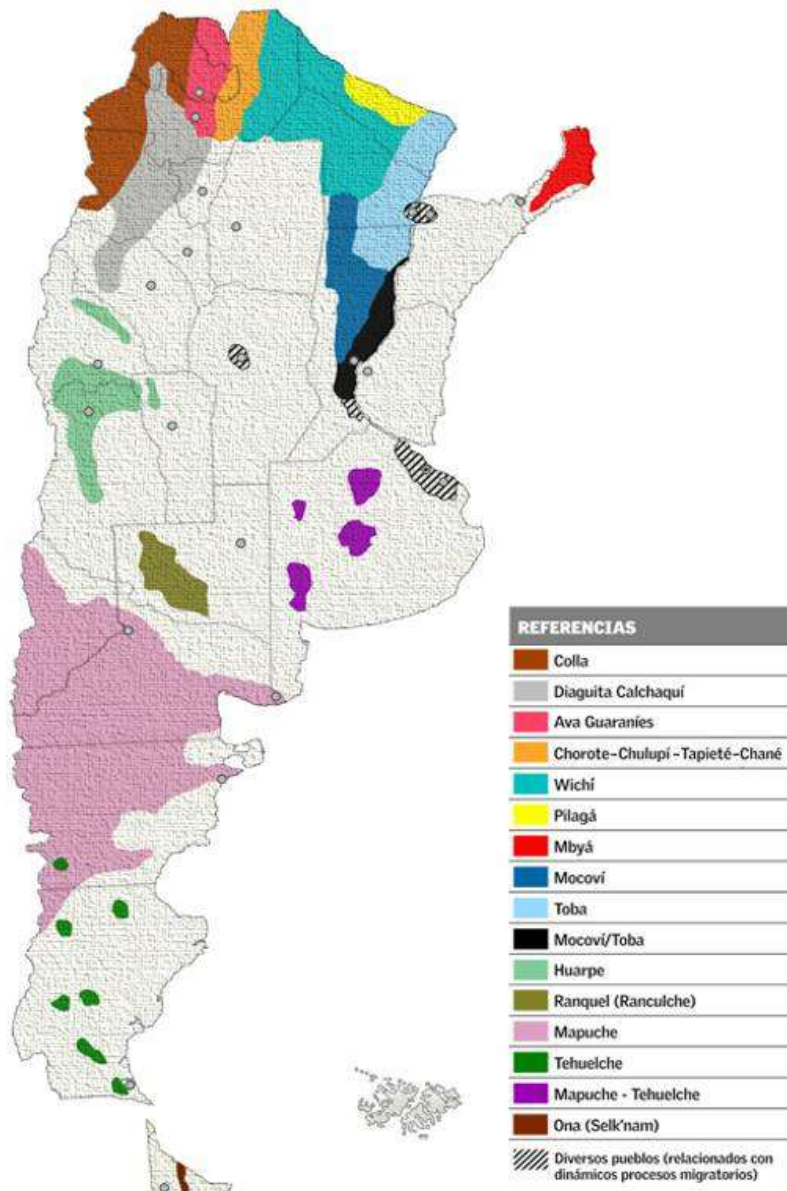 REFERENCIAS
Colla
Diaguita Calchaquí
Ava Guaraníes
Chorote-Chulupí -Tapieté-Chané
Wichí
Pilagá
Mbyá
Mocoví
Toba
Mocoví/Toba
Huarpe
Ranquel (Ranculche)
Mapuche
Tehuelche
Mapuche - Tehuelche
Ona (Selk'nam)
Diversos pueblos (relacionados con
dinámicos procesos migratorios)